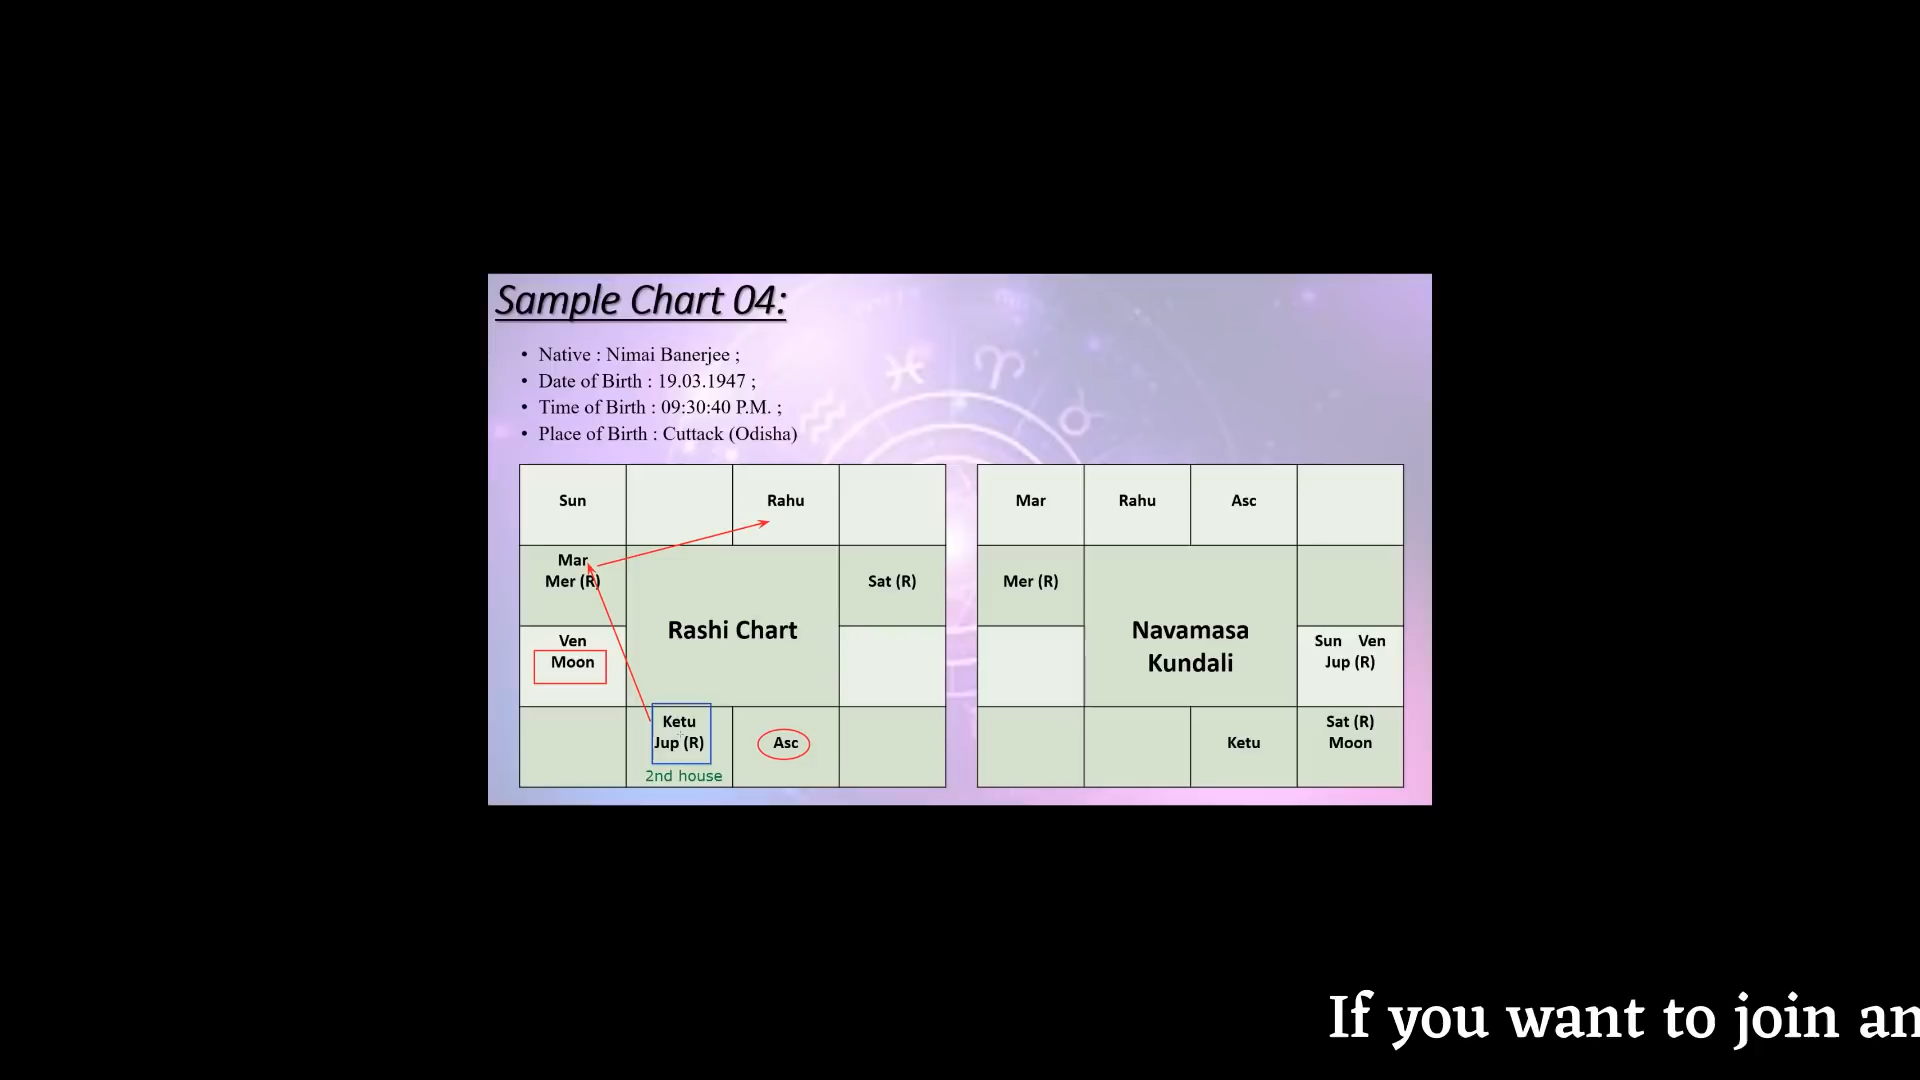 Sample Chart 04:
• Native : Nimai Banerjee ;
• Date of Birth : 19.03.1947 ;
• Time of Birth : 09:30:40 P.M. ;
• Place of Birth : Cuttack (Odisha)
Sun
Rahu
Mar
Mer (R)
Sat (R)
Rashi Chart
Ven
Moon
Ketu
Jup (R)
2nd house
Asc
Mar
Rahu
Asc
Mer (R)
Navamasa
Kundali
Sun Ven
Jup (R)
Ketu
Sat (R)
Moon
If you want to join an